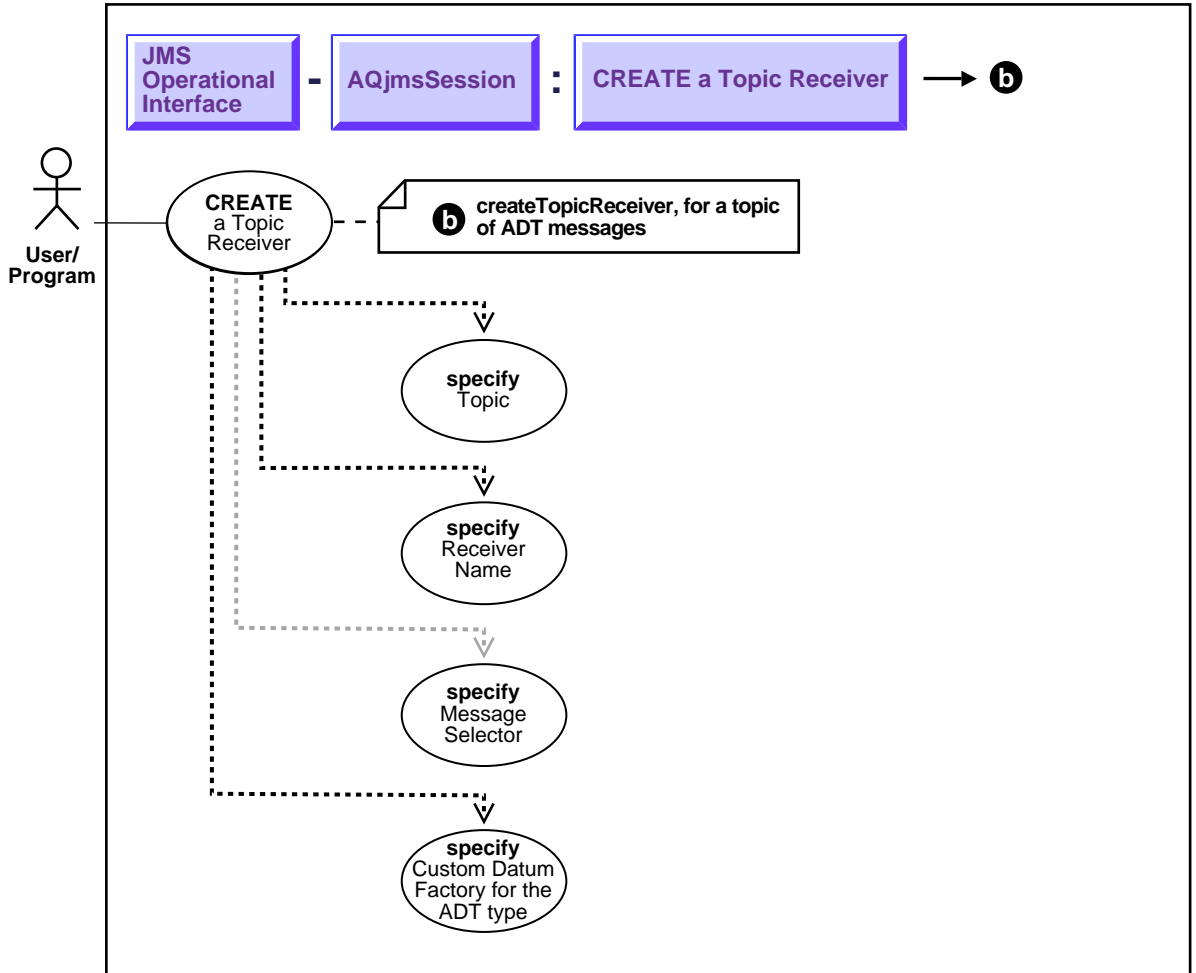 JMS
Operational
Interface
-
AQjmsSession
:
CREATE a Topic Receiver
b
User/
Program
CREATE
a Topic
Receiver
b
createTopicReceiver, for a topic
of ADT messages
specify
Topic
specify
Receiver
Name
specify
Message
Selector
specify
Custom Datum
Factory for the
ADT type